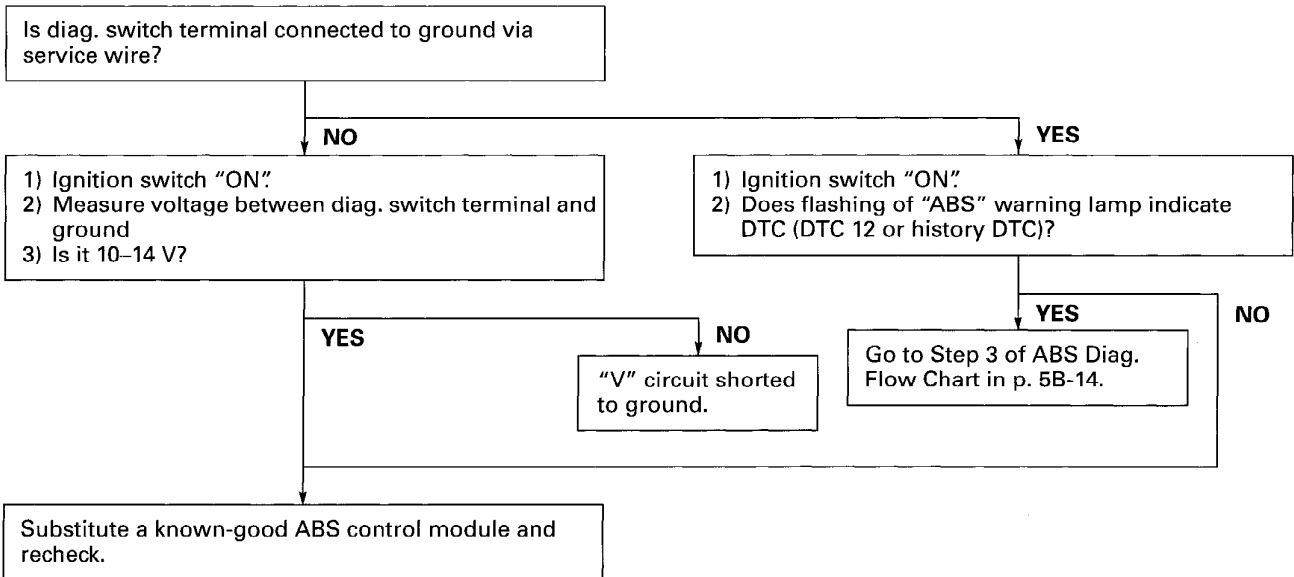 Is diag. switch terminal connected to ground via
service wire?
NO
YES
1) Ignition switch "ON".
2) Measure voltage between diag. switch terminal and
ground
3) Is it 10–14 V?
1) Ignition switch "ON".
2) Does flashing of "ABS" warning lamp indicate
DTC (DTC 12 or history DTC)?
YES
NO
YES
NO
"V" circuit shorted
to ground.
Go to Step 3 of ABS Diag.
Flow Chart in p. 5B-14.
Substitute a known-good ABS control module and
recheck.